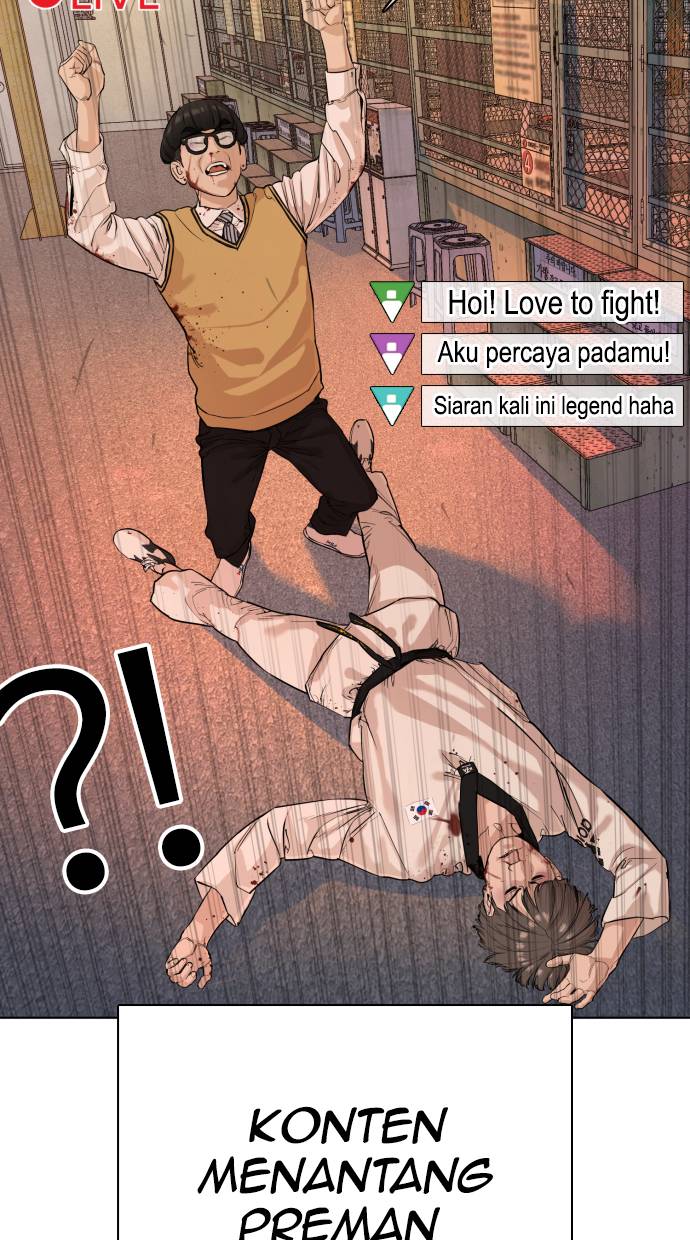 LIVE
Hoi! Love to fight!
Aku percaya padamu!
Siaran kali ini legend haha
?!
KONTEN
MENANTANG
PREMAN